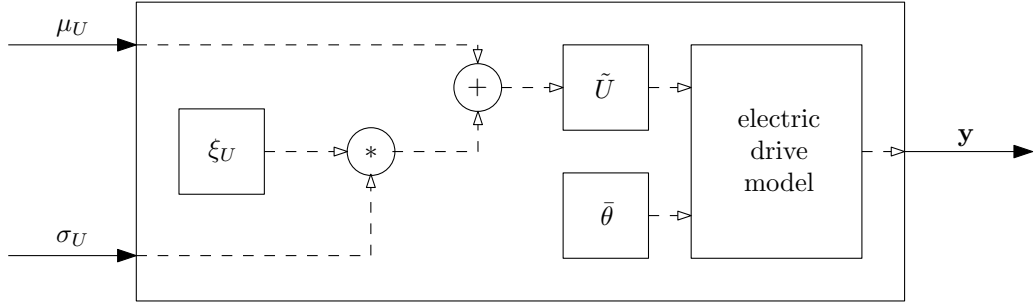 μ_U
+
Ũ
electric
drive
model
y
ξ_U
*
θ̄
σ_U